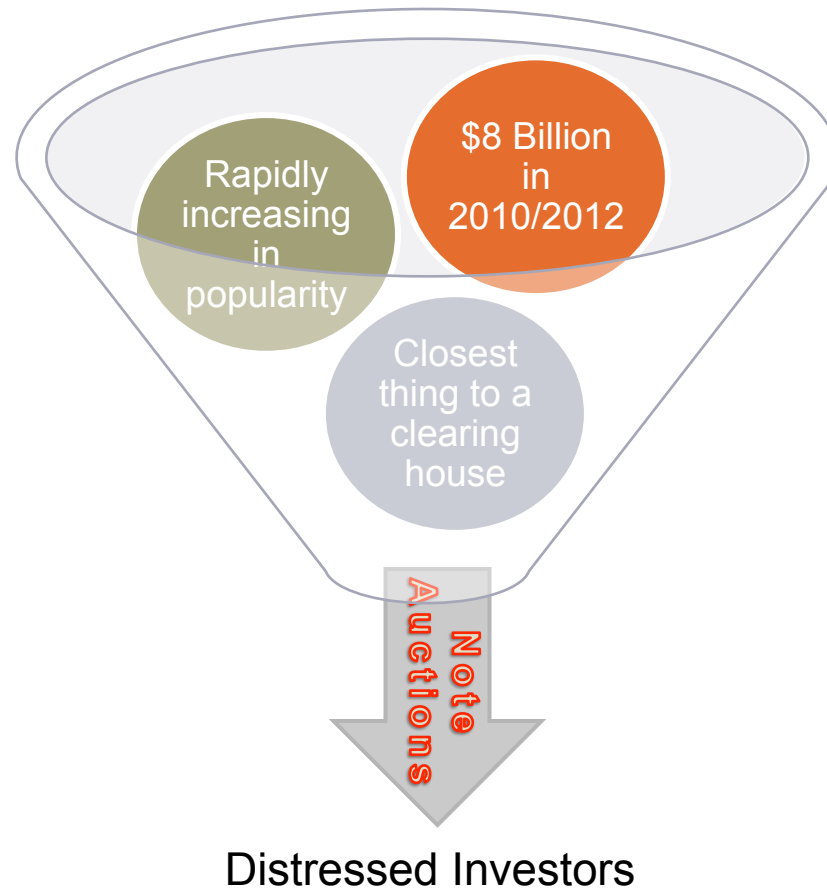 Rapidly
increasing
in
popularity
$8 Billion
in
2010/2012
Closest
thing to a
clearing
house
Note
Auctions
Distressed Investors